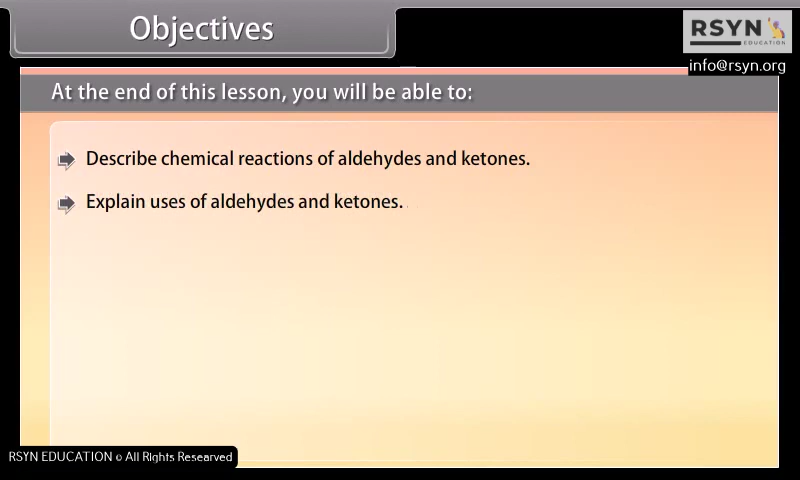 Objectives
RSYN
EDUCATION
info@rsyn.org
At the end of this lesson, you will be able to:
Describe chemical reactions of aldehydes and ketones.
Explain uses of aldehydes and ketones.
RSYN EDUCATION © All Rights Researved